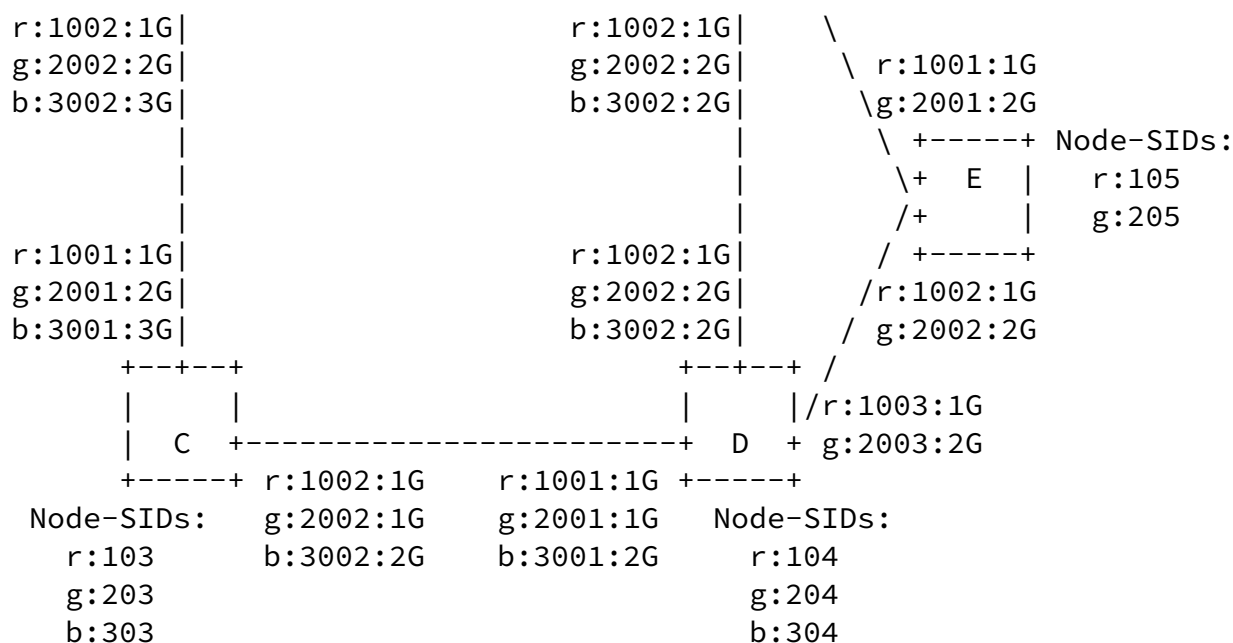 r:1002:1G| r:1002:1G| \
g:2002:2G| g:2002:2G| \ r:1001:1G
b:3002:3G| b:3002:2G| \g:2001:2G
| | \ +-----+ Node-SIDs:
| | \+ E | r:105
| | /+ | g:205
r:1001:1G| r:1002:1G| / +-----+
g:2001:2G| g:2002:2G| /r:1002:1G
b:3001:3G| b:3002:2G| / g:2002:2G
+--+--+ +--+--+ /
| | | |/r:1003:1G
| C +------------------------+ D + g:2003:2G
+-----+ r:1002:1G r:1001:1G +-----+
Node-SIDs: g:2002:1G g:2001:1G Node-SIDs:
r:103 b:3002:2G b:3001:2G r:104
g:203 g:204
b:303 b:304